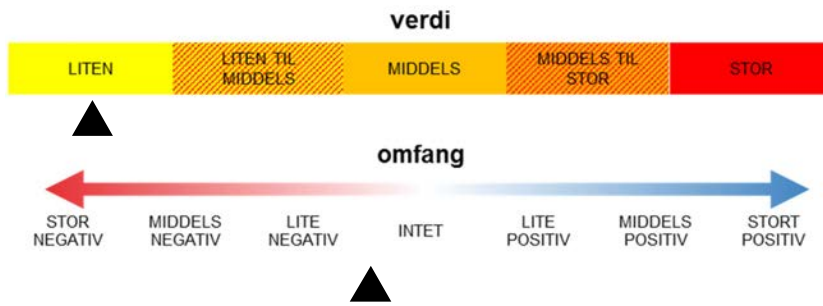 verdi
LITEN
LITEN TIL
MIDDELS
MIDDELS
MIDDELS TIL
STOR
STOR
omfang
STOR
NEGATIV
MIDDELS
NEGATIV
LITE
NEGATIV
INTET
LITE
POSITIV
MIDDELS
POSITIV
STORT
POSITIV